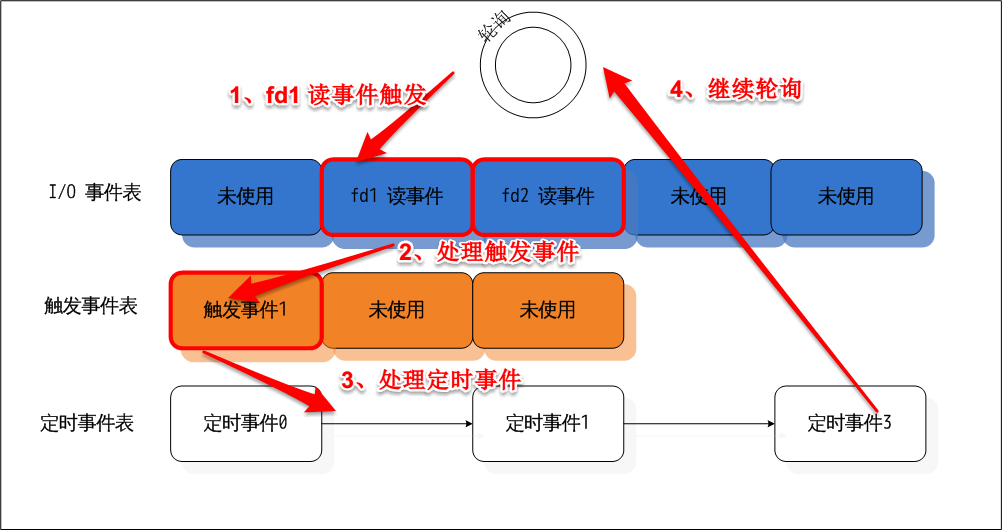 轮询
1、fd1 读事件触发
4、继续轮询
I/O 事件表
未使用
fd1 读事件
fd2 读事件
未使用
未使用
2、处理触发事件
触发事件表
触发事件1
未使用
未使用
3、处理定时事件
定时事件表
定时事件0
定时事件1
定时事件3